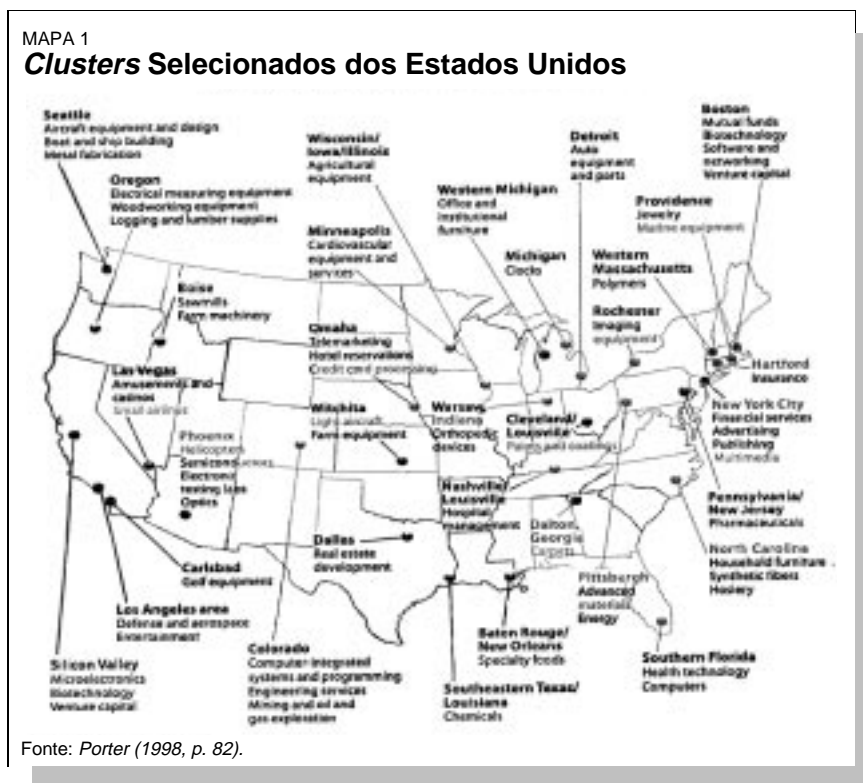 MAPA 1
Clusters Selecionados dos Estados Unidos
Seattle
Aircraft equipment and design
Boat and ship building
Metal fabrication
Oregon
Electrical measuring equipment
Woodworking equipment
Logging and lumber supplies
Boise
Sawmills
Farm machinery
Las Vegas
Amusements and
casinos
Small airlines
Phoenix
Helicopters
Semiconductors
Electronic
testing labs
Optics
Carlsbad
Golf equipment
Los Angeles area
Defense and aerospace
Entertainment
Silicon Valley
Microelectronics
Biotechnology
Venture capital
Wisconsin/
Iowa/Illinois
Agricultural
equipment
Minneapolis
Cardiovascular
equipment and
services
Omaha
Telemarketing
Hotel reservations
Credit card processing
Witchita
Light aircraft
Farm equipment
Dallas
Real estate
development
Colorado
Computer integrated
systems and programming
Engineering services
Mining and oil and
gas exploration
Western Michigan
Office and
institutional
furniture
Michigan
Clocks
Detroit
Auto
equipment
and parts
Warsaw,
Indiana
Orthopedic
devices
Cleveland/
Louisville
Paints and coatings
Nashville/
Louisville
Hospital
management
Dalton,
Georgia
Carpets
Pittsburgh
Advanced
materials
Energy
Baton Rouge/
New Orleans
Specialty foods
Southeastern Texas/
Louisiana
Chemicals
Boston
Mutual funds
Biotechnology
Software and
networking
Venture capital
Providence
Jewelry
Marine equipment
Western
Massachusetts
Polymers
Rochester
Imaging
equipment
Hartford
Insurance
New York City
Financial services
Advertising
Publishing
Multimedia
Pennsylvania/
New Jersey
Pharmaceuticals
North Carolina
Household furniture
Synthetic fibers
Hosiery
Southern Florida
Health technology
Computers
Fonte: Porter (1998, p. 82).